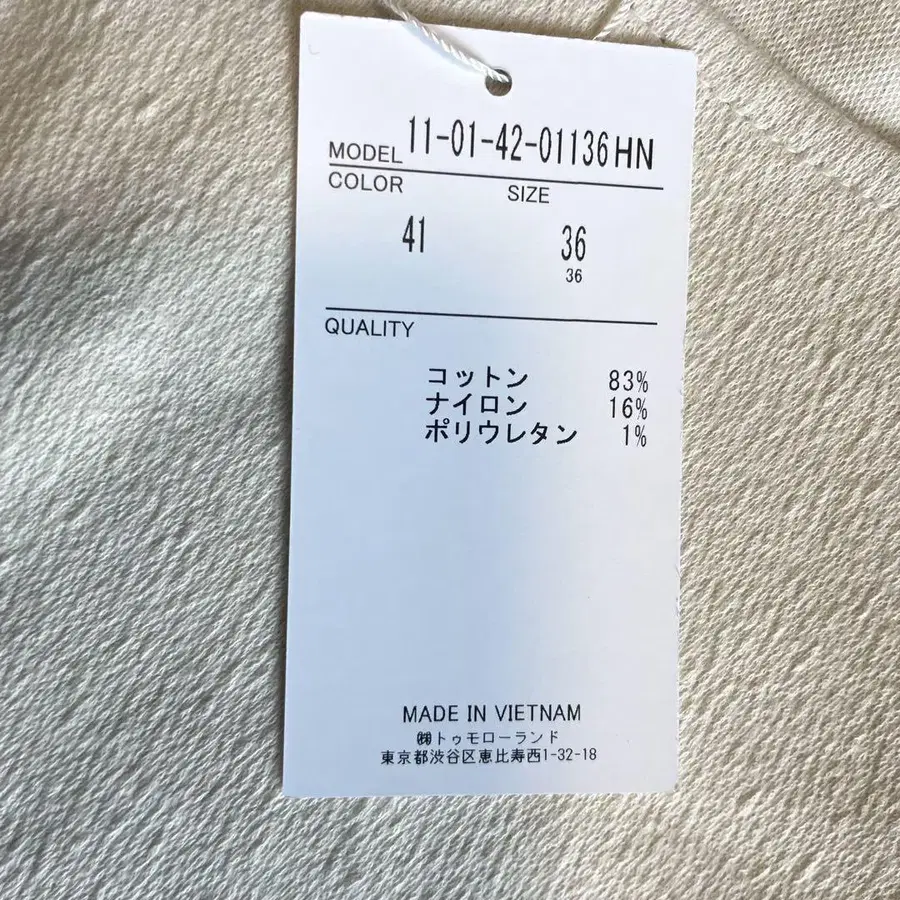 MODEL 11-01-42-01136HN
COLOR SIZE
41 36
36
QUALITY
コットン 83%
ナイロン 16%
ポリウレタン 1%
MADE IN VIETNAM
㈱トゥモローランド
東京都渋谷区恵比寿西1-32-18